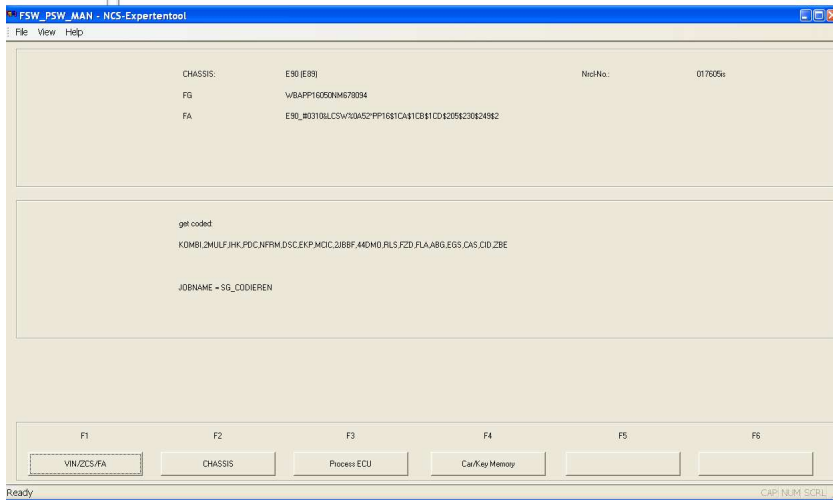 FSW_PSW_MAN - NCS-Expertentool
File View Help
CHASSIS: E90 (E89) Nrcl-No.: 017605is
FG WBAPP16050NM678094
FA E90_#0310&LCSW%0A52*PP16$1CA$1CB$1CD$205$230$249$2
get coded:
KOMBI,2MULF,IHK,PDC,NFRM,DSC,EKP,MCIC,2JBBF,44DMO,RLS,FZD,FLA,ABG,EGS,CAS,CID,ZBE
JOBNAME = SG_CODIEREN
F1 F2 F3 F4 F5 F6
VIN/ZCS/FA CHASSIS Process ECU Car/Key Memory
Ready CAP NUM SCRL